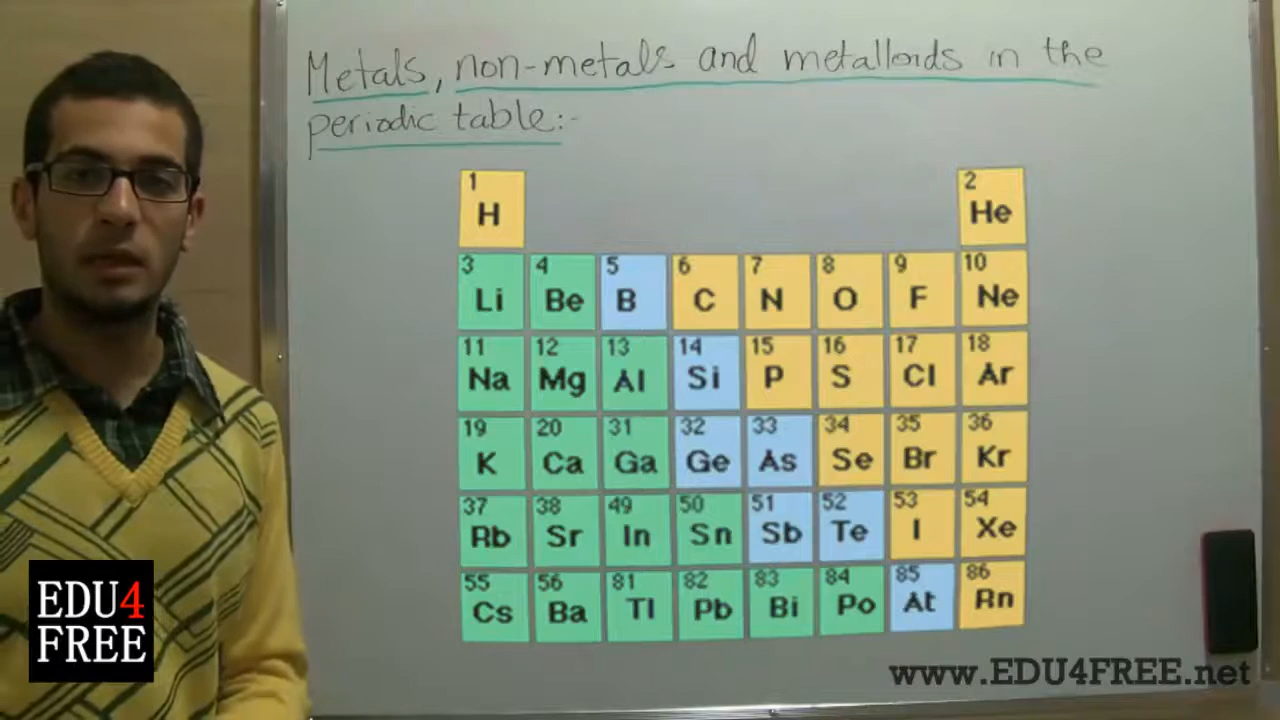 Metals, non-metals and metalloids in the
periodic table:-
1 2
H He
3 4 5 6 7 8 9 10
Li Be B C N O F Ne
11 12 13 14 15 16 17 18
Na Mg Al Si P S Cl Ar
19 20 31 32 33 34 35 36
K Ca Ga Ge As Se Br Kr
37 38 49 50 51 52 53 54
Rb Sr In Sn Sb Te I Xe
55 56 81 82 83 84 85 86
Cs Ba Tl Pb Bi Po At Rn
EDU4
FREE
www.EDU4FREE.net